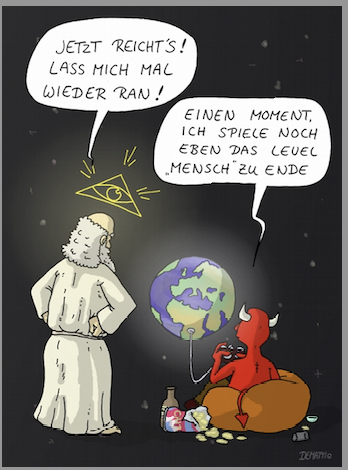 JETZT REICHT'S!
LASS MICH MAL
WIEDER RAN!
EINEN MOMENT,
ICH SPIELE NOCH
EBEN DAS LEVEL
„MENSCH" ZU ENDE